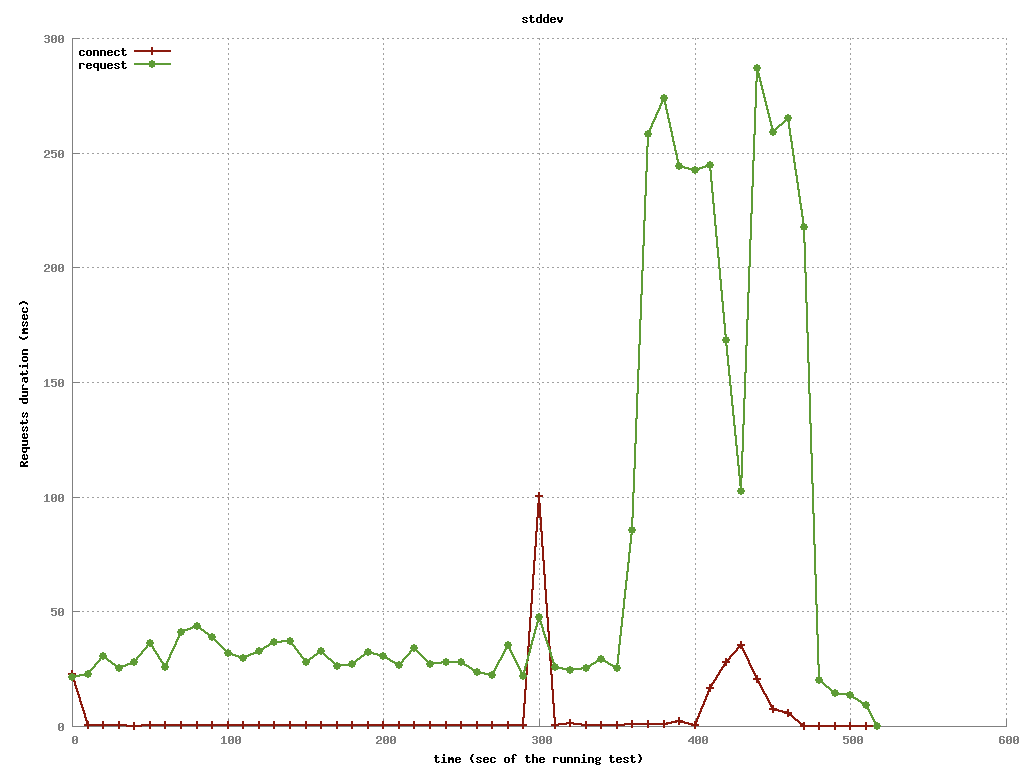 stddev
300
connect
request
250
200
150
100
50
0
Requests duration (msec)
0 100 200 300 400 500 600
time (sec of the running test)